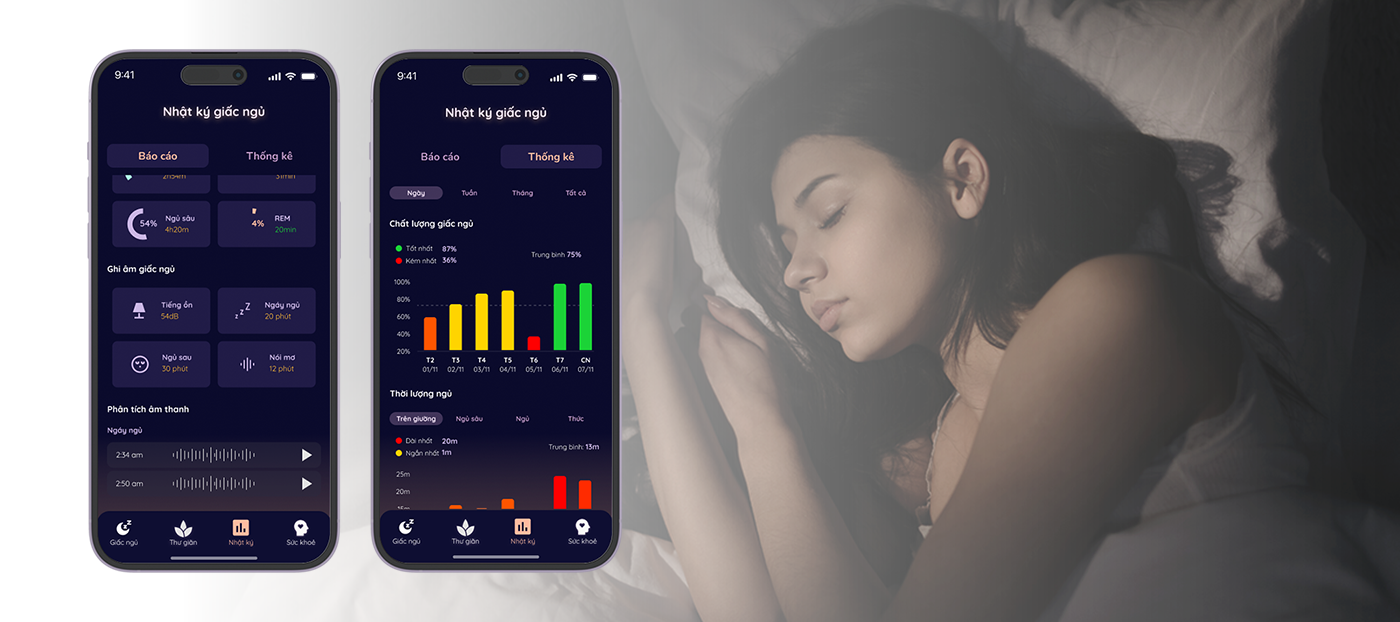 9:41
Nhật ký giấc ngủ
Báo cáo
Thống kê
2h54m
51min
54%
Ngủ sâu
4h20m
4%
REM
20min
Ghi âm giấc ngủ
Tiếng ồn
54dB
z z Z
Ngáy ngủ
20 phút
Ngủ sau
30 phút
Nói mơ
12 phút
Phân tích âm thanh
Ngáy ngủ
2:34 am
2:50 am
Giấc ngủ
Thư giãn
Nhật ký
Sức khoẻ
9:41
Nhật ký giấc ngủ
Báo cáo
Thống kê
Ngày
Tuần
Tháng
Tất cả
Chất lượng giấc ngủ
Tốt nhất 87%
Kém nhất 36%
Trung bình 75%
100%
80%
60%
40%
20%
T2 T3 T4 T5 T6 T7 CN
01/11 02/11 03/11 04/11 05/11 06/11 07/11
Thời lượng ngủ
Trên giường
Ngủ sâu
Ngủ
Thức
Dài nhất 20m
Ngắn nhất 1m
Trung bình: 13m
25m
20m
15m
Giấc ngủ
Thư giãn
Nhật ký
Sức khoẻ